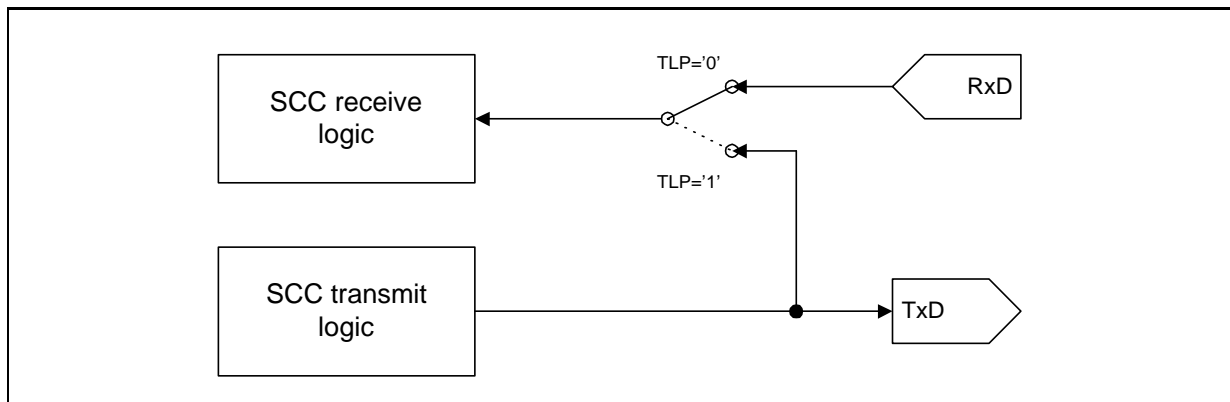 TLP='0'
RxD
SCC receive
logic
TLP='1'
SCC transmit
logic
TxD